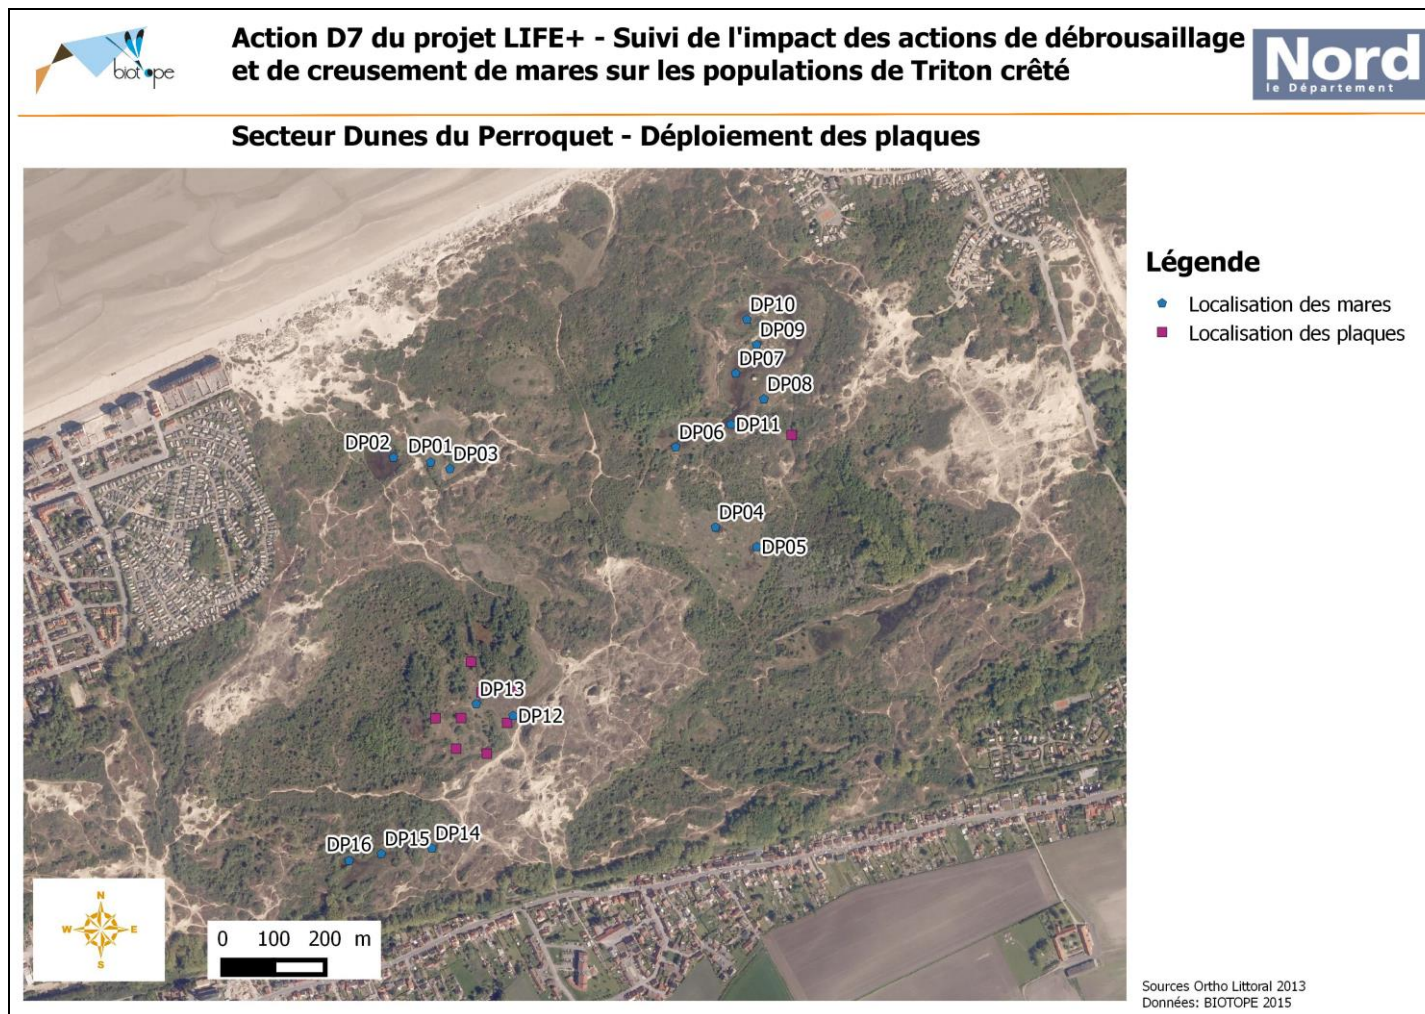 biotope
Action D7 du projet LIFE+ - Suivi de l'impact des actions de débrousaillage
et de creusement de mares sur les populations de Triton crêté
Nord
le Département
Secteur Dunes du Perroquet - Déploiement des plaques
Légende
Localisation des mares
Localisation des plaques
DP10
DP09
DP07
DP08
DP11
DP06
DP02
DP01
DP03
DP04
DP05
DP13
DP12
DP16
DP15
DP14
N
W
E
S
0 100 200 m
Sources Ortho Littoral 2013
Données: BIOTOPE 2015